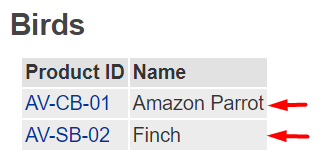 Birds
Product ID Name
AV-CB-01 Amazon Parrot
AV-SB-02 Finch